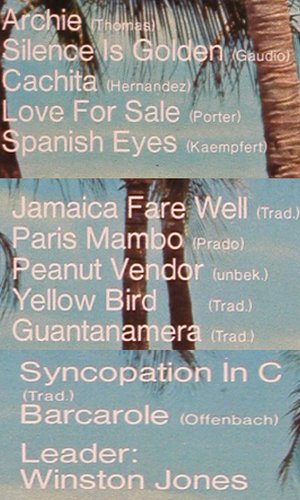 Archie (Thomas)
Silence Is Golden (Gaudio)
Cachita (Hernandez)
Love For Sale (Porter)
Spanish Eyes (Kaempfert)
Jamaica Fare Well (Trad.)
Paris Mambo (Prado)
Peanut Vendor (unbek.)
Yellow Bird (Trad.)
Guantanamera (Trad.)
Syncopation In C
(Trad.)
Barcarole (Offenbach)
Leader:
Winston Jones